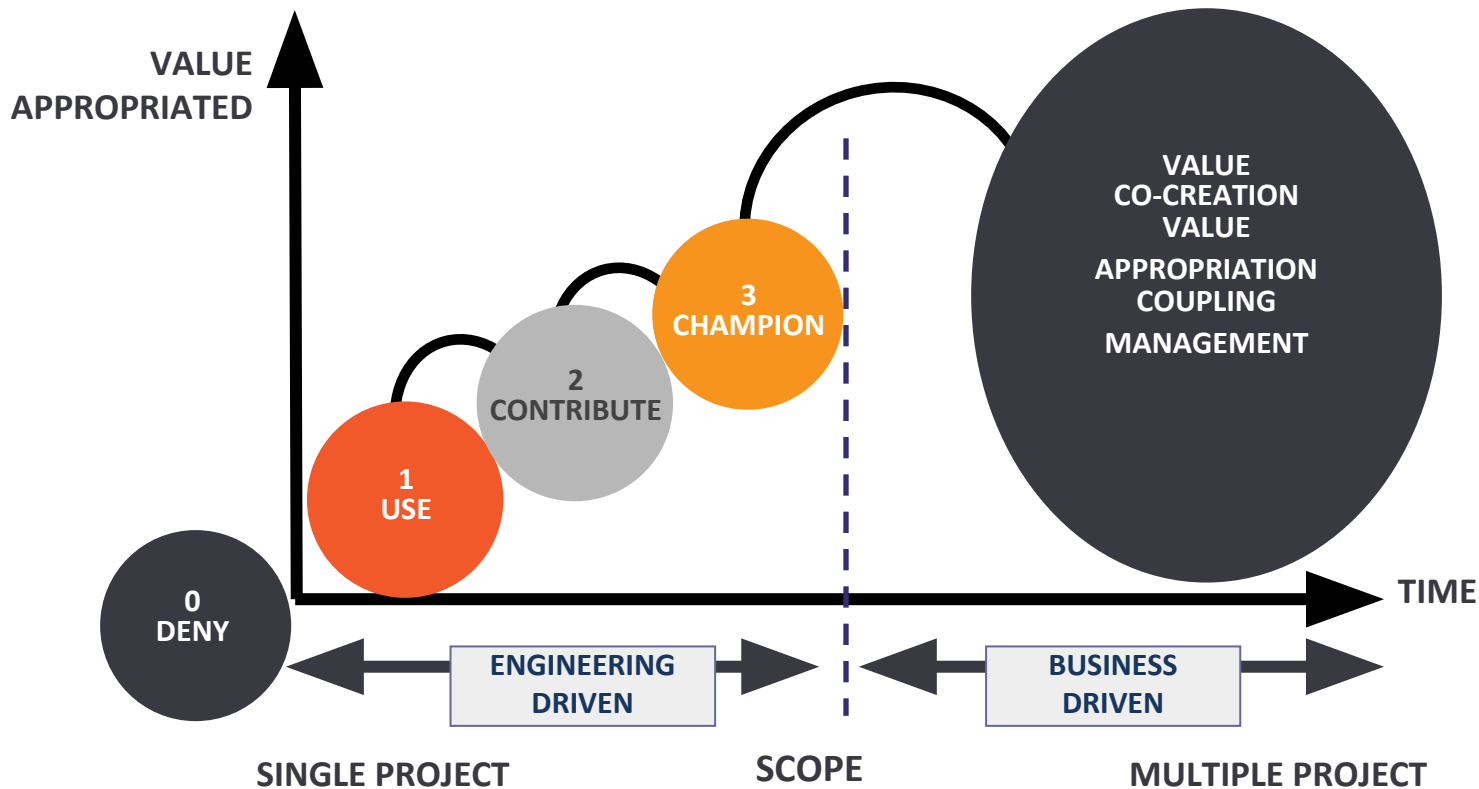 VALUE
APPROPRIATED
VALUE
CO-CREATION
VALUE
APPROPRIATION
COUPLING
MANAGEMENT
3
CHAMPION
2
CONTRIBUTE
1
USE
0
DENY
TIME
ENGINEERING
DRIVEN
BUSINESS
DRIVEN
SINGLE PROJECT
SCOPE
MULTIPLE PROJECT